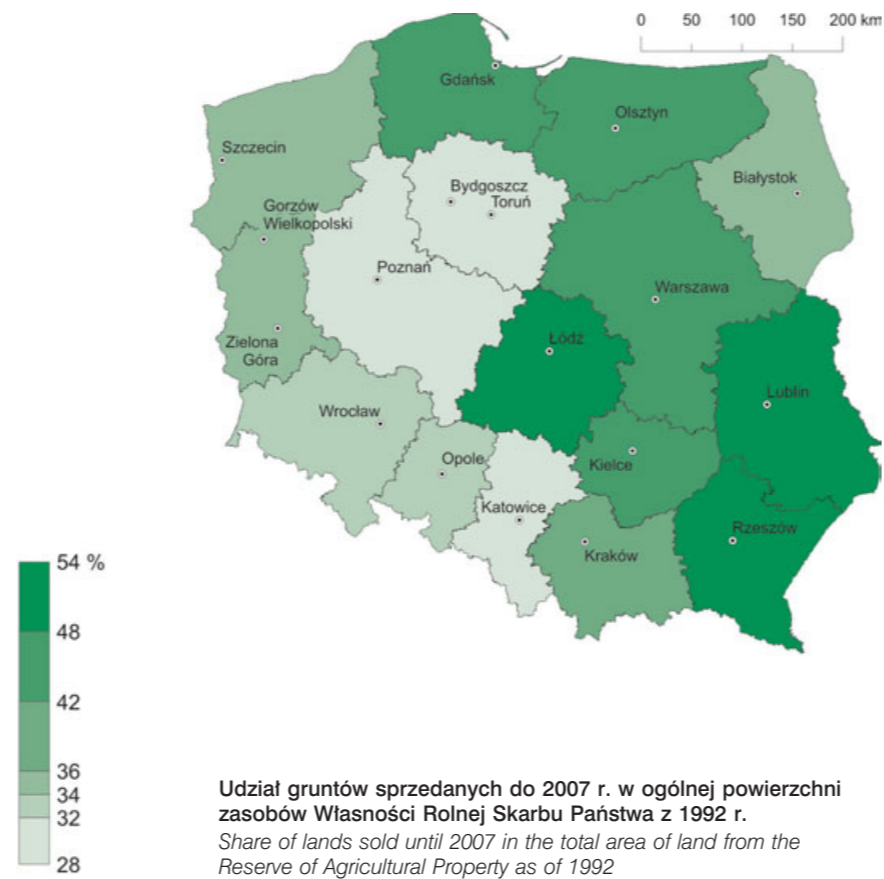 0 50 100 150 200 km
Gdańsk
Olsztyn
Szczecin
Białystok
Bydgoszcz
Toruń
Gorzów
Wielkopolski
Poznań
Warszawa
Zielona
Góra
Łódź
Lublin
Wrocław
Opole
Kielce
Katowice
Rzeszów
Kraków
54 %
48
42
36
34
32
28
Udział gruntów sprzedanych do 2007 r. w ogólnej powierzchni
zasobów Własności Rolnej Skarbu Państwa z 1992 r.
Share of lands sold until 2007 in the total area of land from the
Reserve of Agricultural Property as of 1992